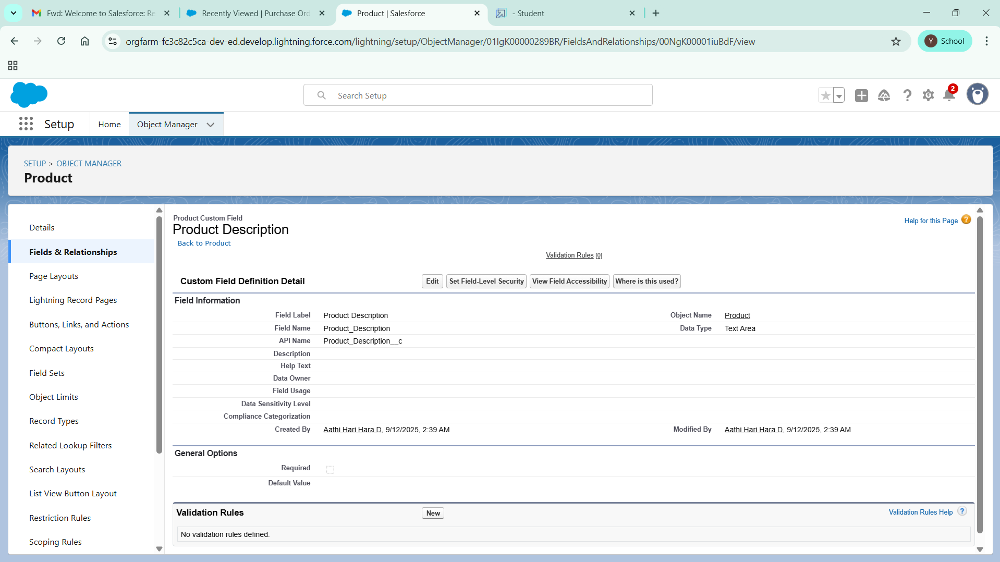 Fwd: Welcome to Salesforce: Re
Recently Viewed | Purchase Ord
Product | Salesforce
- Student
orgfarm-fc3c82c5ca-dev-ed.develop.lightning.force.com/lightning/setup/ObjectManager/01IgK00000289BR/FieldsAndRelationships/00NgK00001iuBdF/view
Y School
Search Setup
2
Setup
Home
Object Manager
SETUP > OBJECT MANAGER
Product
Details
Fields & Relationships
Page Layouts
Lightning Record Pages
Buttons, Links, and Actions
Compact Layouts
Field Sets
Object Limits
Record Types
Related Lookup Filters
Search Layouts
List View Button Layout
Restriction Rules
Scoping Rules
Product Custom Field
Product Description
Back to Product
Help for this Page ?
Validation Rules [0]
Custom Field Definition Detail
Edit
Set Field-Level Security
View Field Accessibility
Where is this used?
Field Information
Field Label Product Description Object Name Product
Field Name Product_Description Data Type Text Area
API Name Product_Description__c
Description
Help Text
Data Owner
Field Usage
Data Sensitivity Level
Compliance Categorization
Created By Aathi Hari Hara D, 9/12/2025, 2:39 AM Modified By Aathi Hari Hara D, 9/12/2025, 2:39 AM
General Options
Required
Default Value
Validation Rules New Validation Rules Help ?
No validation rules defined.